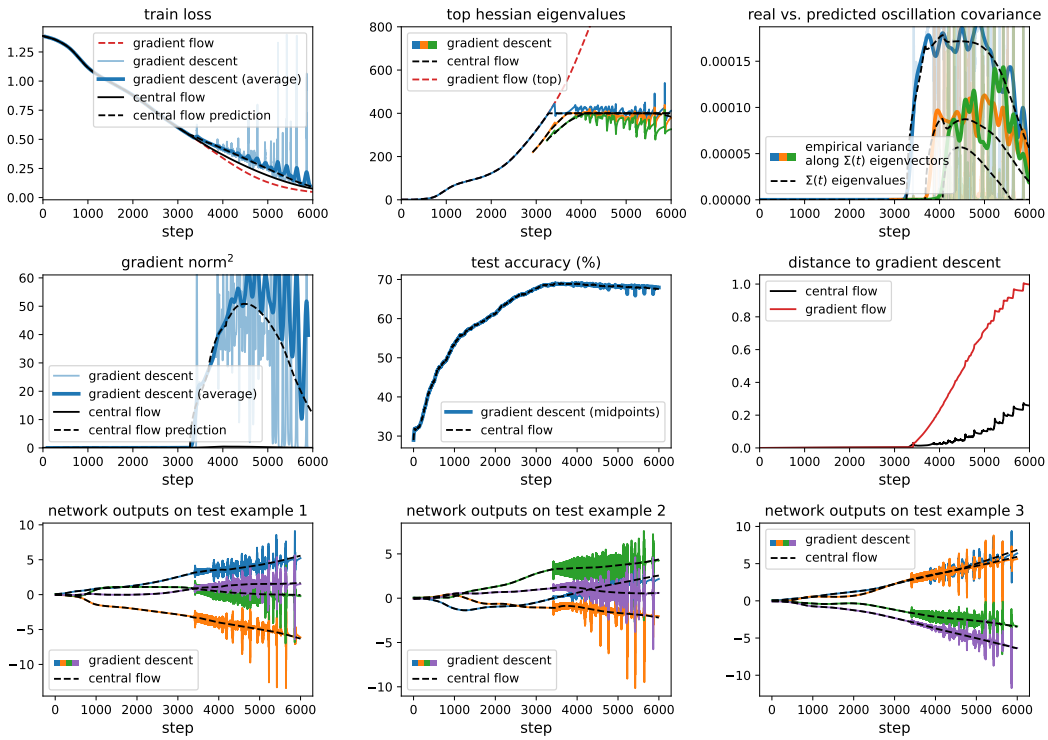 train loss
1.25
1.00
0.75
0.50
0.25
0.00
gradient flow
gradient descent
gradient descent (average)
central flow
central flow prediction
0 1000 2000 3000 4000 5000 6000
step
top hessian eigenvalues
800
600
400
200
0
gradient descent
central flow
gradient flow (top)
0 1000 2000 3000 4000 5000 6000
step
real vs. predicted oscillation covariance
0.00015
0.00010
0.00005
0.00000
empirical variance
along Σ(t) eigenvectors
Σ(t) eigenvalues
0 1000 2000 3000 4000 5000 6000
step
gradient norm²
60
50
40
30
20
10
0
gradient descent
gradient descent (average)
central flow
central flow prediction
0 1000 2000 3000 4000 5000 6000
step
test accuracy (%)
70
60
50
40
30
gradient descent (midpoints)
central flow
0 1000 2000 3000 4000 5000 6000
step
distance to gradient descent
1.0
0.8
0.6
0.4
0.2
0.0
central flow
gradient flow
0 1000 2000 3000 4000 5000 6000
step
network outputs on test example 1
10
5
0
−5
−10
gradient descent
central flow
0 1000 2000 3000 4000 5000 6000
step
network outputs on test example 2
5
0
−5
−10
gradient descent
central flow
0 1000 2000 3000 4000 5000 6000
step
network outputs on test example 3
10
5
0
−5
−10
gradient descent
central flow
0 1000 2000 3000 4000 5000 6000
step